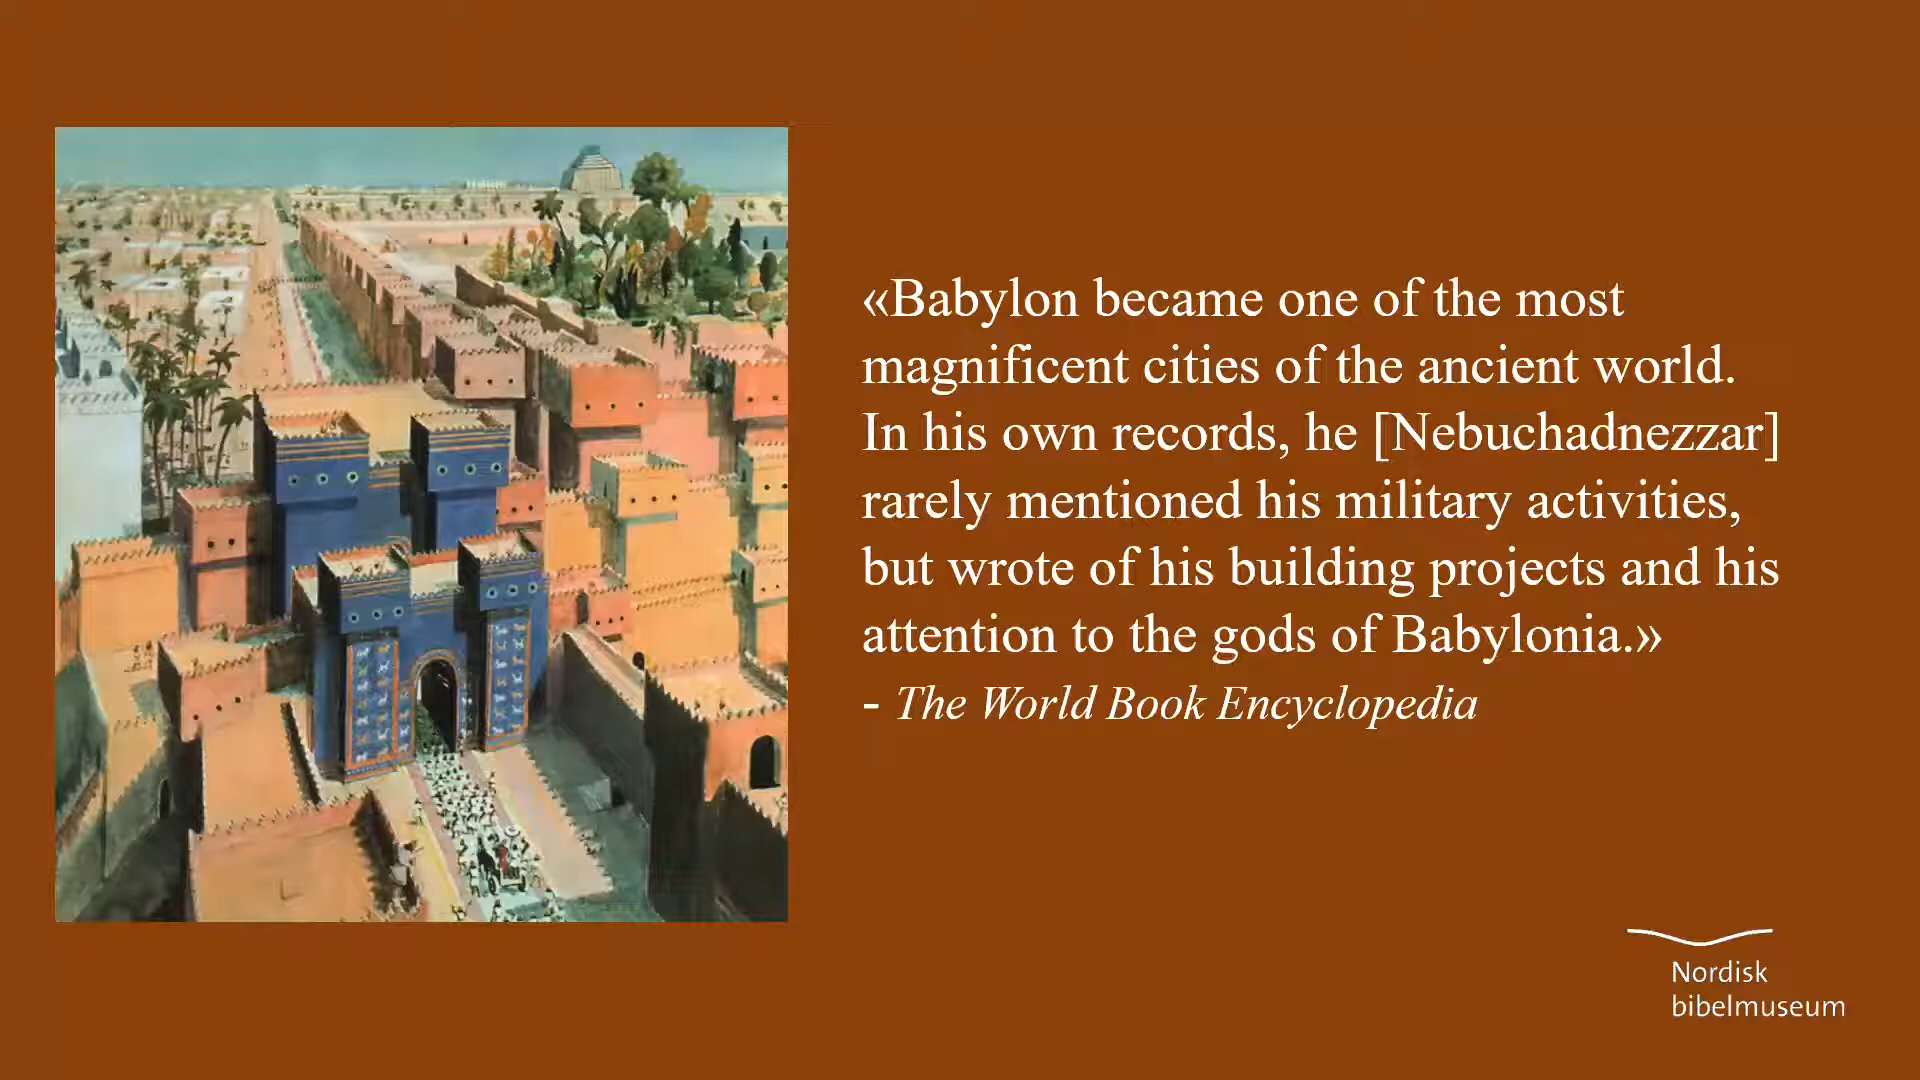 «Babylon became one of the most
magnificent cities of the ancient world.
In his own records, he [Nebuchadnezzar]
rarely mentioned his military activities,
but wrote of his building projects and his
attention to the gods of Babylonia.»
- The World Book Encyclopedia
Nordisk
bibelmuseum